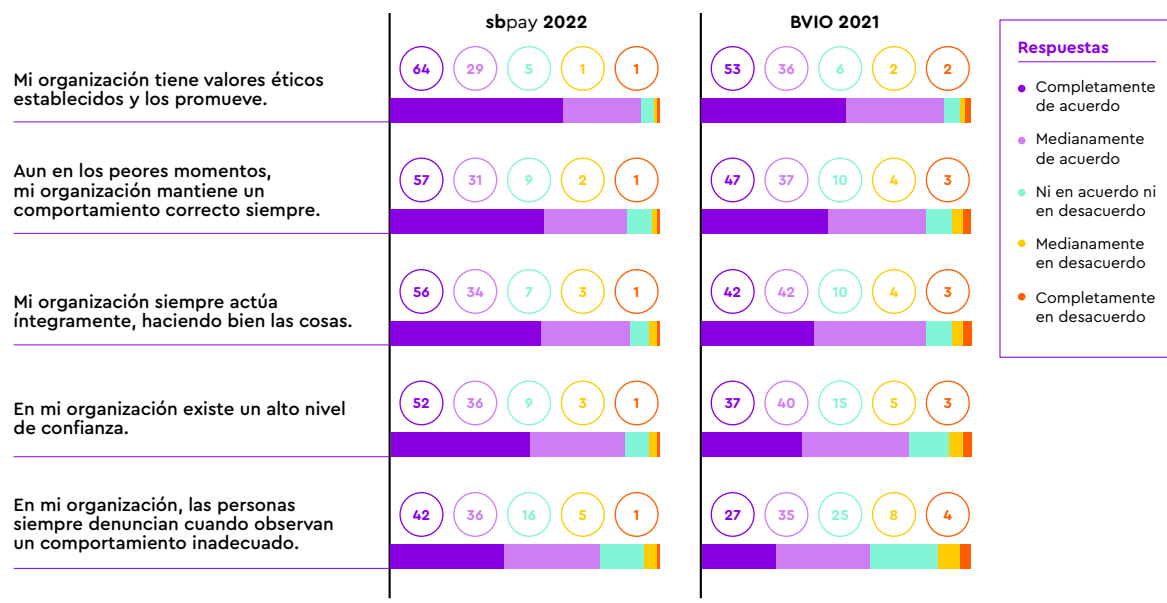 sbpay 2022
BVIO 2021
Mi organización tiene valores éticos
establecidos y los promueve.
64 29 5 1 1
53 36 6 2 2
Aun en los peores momentos,
mi organización mantiene un
comportamiento correcto siempre.
57 31 9 2 1
47 37 10 4 3
Mi organización siempre actúa
íntegramente, haciendo bien las cosas.
56 34 7 3 1
42 42 10 4 3
En mi organización existe un alto nivel
de confianza.
52 36 9 3 1
37 40 15 5 3
En mi organización, las personas
siempre denuncian cuando observan
un comportamiento inadecuado.
42 36 16 5 1
27 35 25 8 4
Respuestas
Completamente
de acuerdo
Medianamente
de acuerdo
Ni en acuerdo ni
en desacuerdo
Medianamente
en desacuerdo
Completamente
en desacuerdo